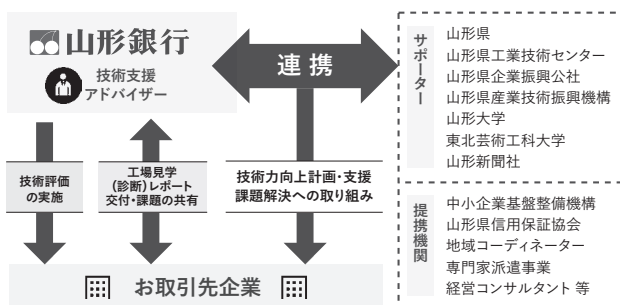 山形銀行
技術支援
アドバイザー
連携
技術評価
の実施
工場見学
(診断)レポート
交付・課題の共有
技術力向上計画・支援
課題解決への取り組み
お取引先企業
サポーター
山形県
山形県工業技術センター
山形県企業振興公社
山形県産業技術振興機構
山形大学
東北芸術工科大学
山形新聞社
提携機関
中小企業基盤整備機構
山形県信用保証協会
地域コーディネーター
専門家派遣事業
経営コンサルタント 等